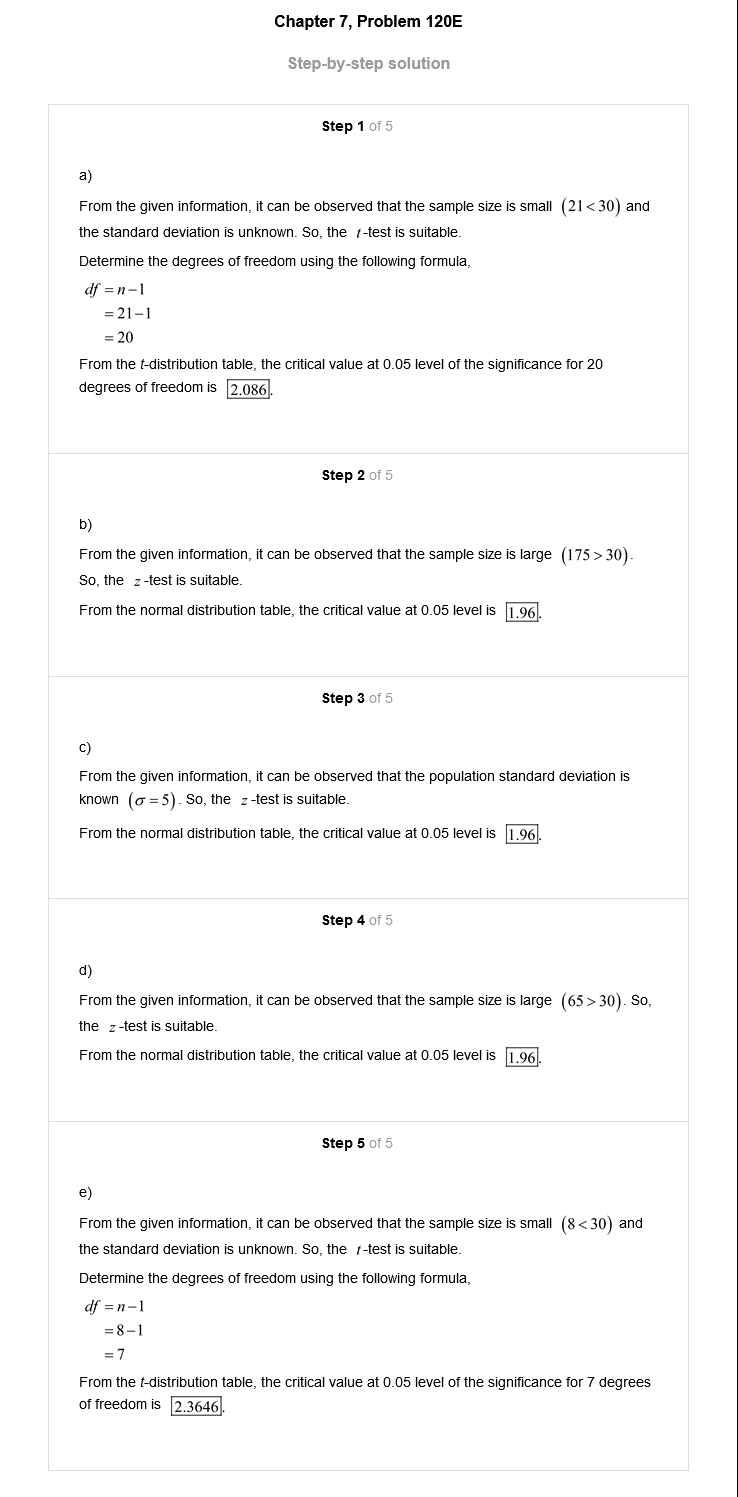 Chapter 7, Problem 120E
Step-by-step solution
Step 1 of 5
a)
From the given information, it can be observed that the sample size is small (21 < 30) and
the standard deviation is unknown. So, the t-test is suitable.
Determine the degrees of freedom using the following formula,
df = n − 1
= 21 − 1
= 20
From the t-distribution table, the critical value at 0.05 level of the significance for 20
degrees of freedom is 2.086.
Step 2 of 5
b)
From the given information, it can be observed that the sample size is large (175 > 30).
So, the z-test is suitable.
From the normal distribution table, the critical value at 0.05 level is 1.96.
Step 3 of 5
c)
From the given information, it can be observed that the population standard deviation is
known (σ = 5). So, the z-test is suitable.
From the normal distribution table, the critical value at 0.05 level is 1.96.
Step 4 of 5
d)
From the given information, it can be observed that the sample size is large (65 > 30). So,
the z-test is suitable.
From the normal distribution table, the critical value at 0.05 level is 1.96.
Step 5 of 5
e)
From the given information, it can be observed that the sample size is small (8 < 30) and
the standard deviation is unknown. So, the t-test is suitable.
Determine the degrees of freedom using the following formula,
df = n − 1
= 8 − 1
= 7
From the t-distribution table, the critical value at 0.05 level of the significance for 7 degrees
of freedom is 2.3646.